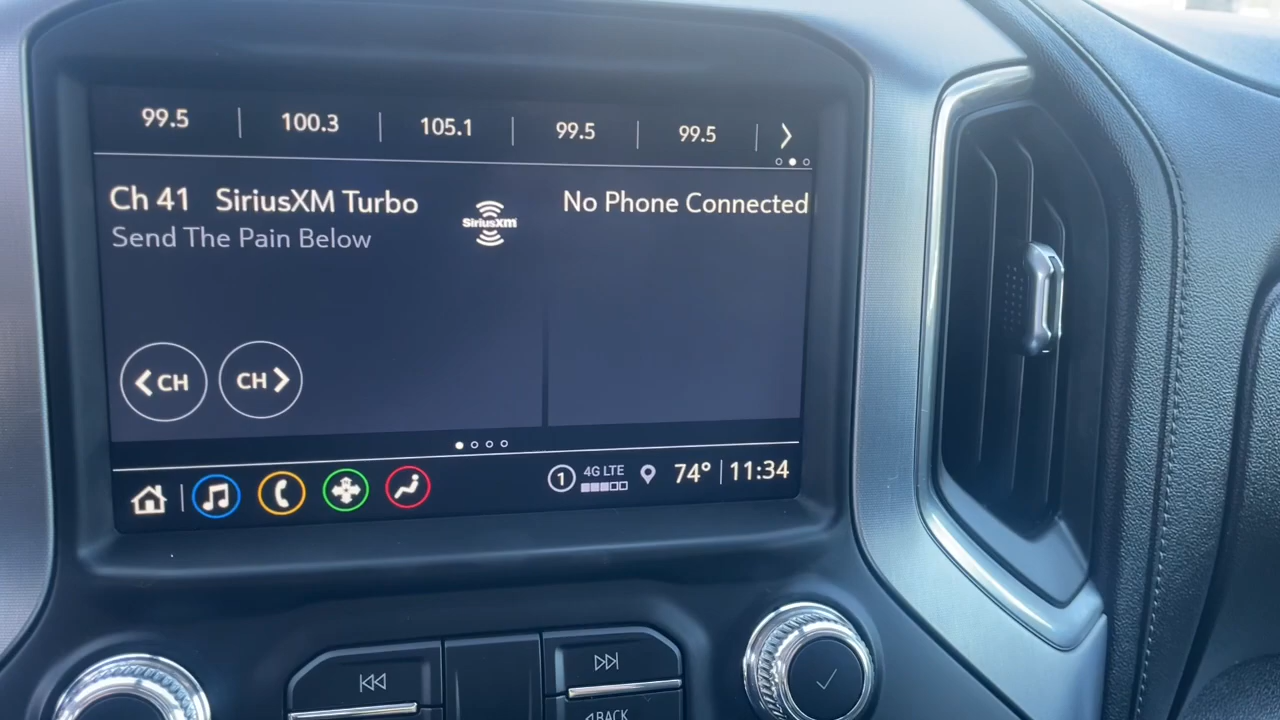 99.5 100.3 105.1 99.5 99.5
Ch 41 SiriusXM Turbo
SiriusXM
No Phone Connected
Send The Pain Below
CH CH
1 4G LTE 74° 11:34
BACK